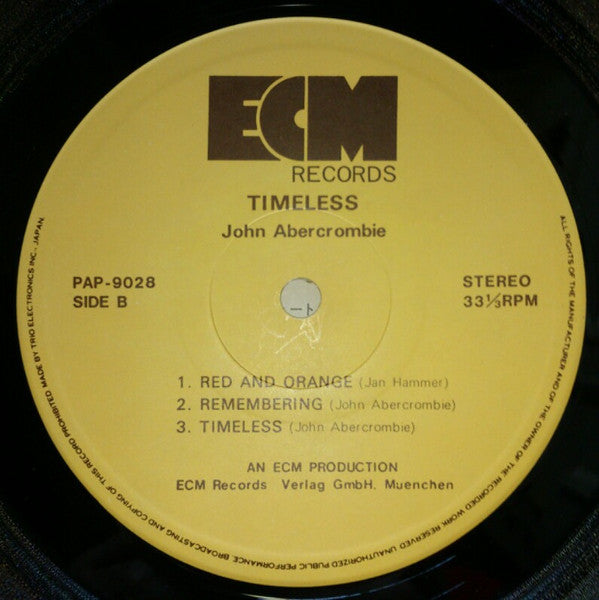 ECM
RECORDS
TIMELESS
John Abercrombie
PAP-9028
SIDE B
STEREO
33⅓RPM
1. RED AND ORANGE (Jan Hammer)
2. REMEMBERING (John Abercrombie)
3. TIMELESS (John Abercrombie)
AN ECM PRODUCTION
ECM Records Verlag GmbH. Muenchen
ALL RIGHTS OF THE MANUFACTURER AND OF THE OWNER OF THE RECORDED WORK RESERVED UNAUTHORIZED PUBLIC PERFORMANCE BROADCASTING AND COPYING OF THIS RECORD PROHIBITED MADE BY TRIO ELECTRONICS INC., JAPAN